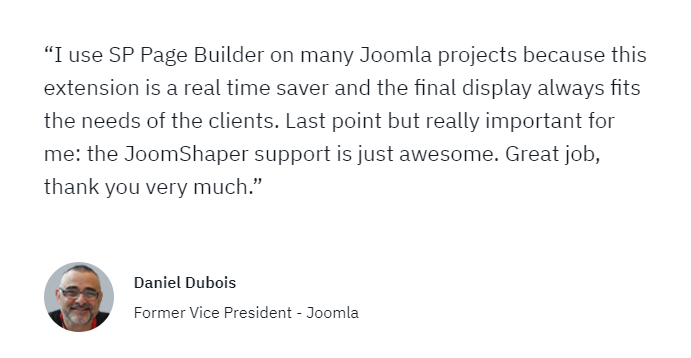 “I use SP Page Builder on many Joomla projects because this
extension is a real time saver and the final display always fits
the needs of the clients. Last point but really important for
me: the JoomShaper support is just awesome. Great job,
thank you very much.”
Daniel Dubois
Former Vice President - Joomla